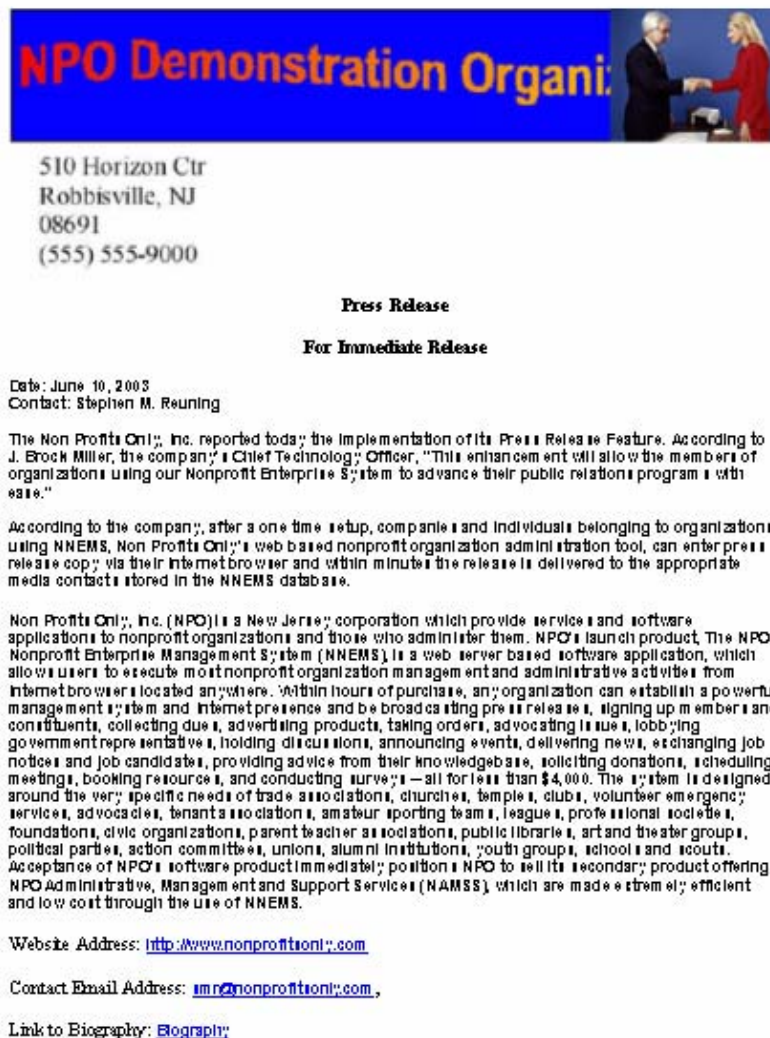 NPO Demonstration Organiz
510 Horizon Ctr
Robbisville, NJ
08691
(555) 555-9000
Press Release
For Immediate Release
Date: June 10, 2003
Contact: Stephen M. Reuning
The Non Profits Only, Inc. reported today the implementation of its Press Release Feature. According to
J. Brock Miller, the company's Chief Technology Officer, "This enhancement will allow the members of
organizations using our Nonprofit Enterprise System to advance their public relations programs with
ease."
According to the company, after a one time setup, companies and individuals belonging to organizations
using NNEMS, Non Profits Only's web based nonprofit organization administration tool, can enter press
release copy via their internet browser and within minutes the release is delivered to the appropriate
media contacts stored in the NNEMS database.
Non Profits Only, Inc. (NPO) is a New Jersey corporation which provide services and software
applications to nonprofit organizations and those who administer them. NPO's launch product, The NPO
Nonprofit Enterprise Management System (NNEMS), is a web server based software application, which
allows users to execute most nonprofit organization management and administrative activities from
internet browsers located anywhere. Within hours of purchase, any organization can establish a powerfu
management system and internet presence and be broadcasting press releases, signing up members an
constituents, collecting dues, advertising products, taking orders, advocating issues, lobbying
government representatives, holding discussions, announcing events, delivering news, exchanging job
notices and job candidates, providing advice from their knowledgebase, soliciting donations, scheduling
meetings, booking resources, and conducting surveys — all for less than $4,000. The system is designed
around the very specific needs of trade associations, churches, temples, clubs, volunteer emergency
services, advocacies, tenant associations, amateur sporting teams, leagues, professional societies,
foundations, civic organizations, parent teacher associations, public libraries, art and theater groups,
political parties, action committees, unions, alumni institutions, youth groups, schools and scouts.
Acceptance of NPO's software product immediately positions NPO to sell its secondary product offering
NPO Administrative, Management and Support Services (NAMSS), which are made extremely efficient
and low cost through the use of NNEMS.
Website Address: http://www.nonprofitsonly.com
Contact Email Address: smr@nonprofitsonly.com ,
Link to Biography: Biography